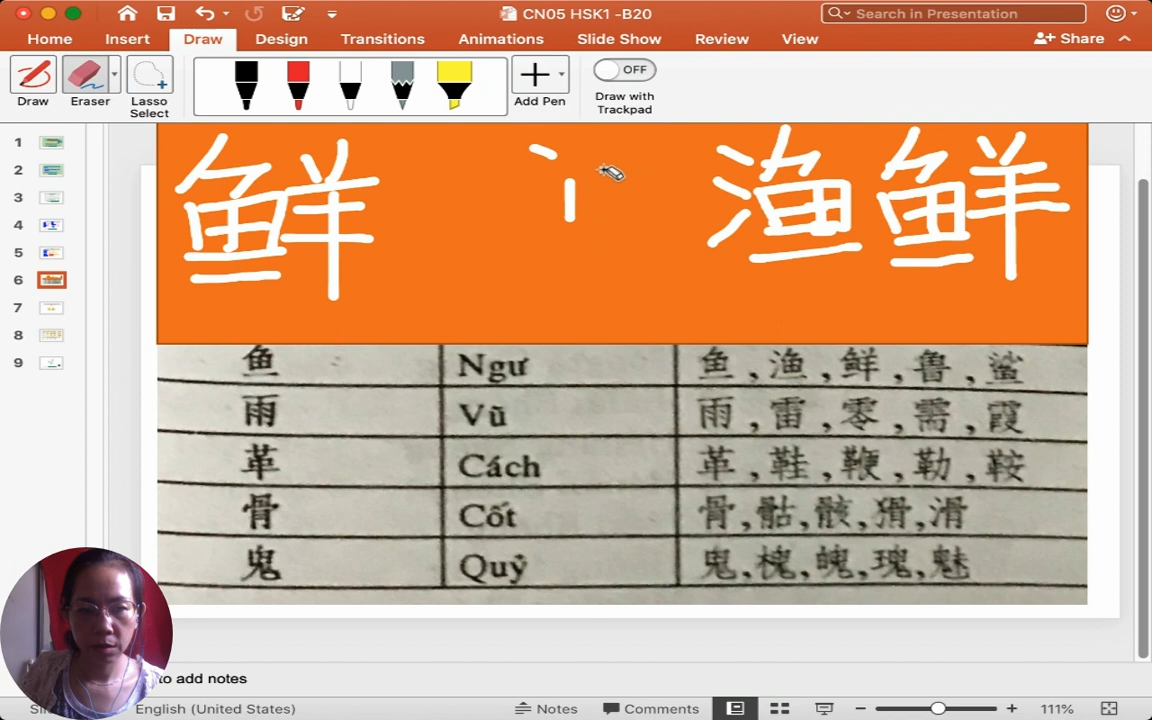 CN05 HSK1 -B20
Search in Presentation
Home Insert Draw Design Transitions Animations Slide Show Review View Share
OFF
Draw Eraser Lasso Select Add Pen Draw with Trackpad
1
2
3
4
5
6
7
8
9
鲜 渔鲜
鱼 Ngư 鱼,渔,鲜,鲁,鲨
雨 Vũ 雨,雷,零,需,霞
革 Cách 革,鞋,鞭,勒,鞍
骨 Cốt 骨,骷,骸,猾,滑
鬼 Quỷ 鬼,槐,魄,瑰,魅
to add notes
English (United States) Notes Comments 111%